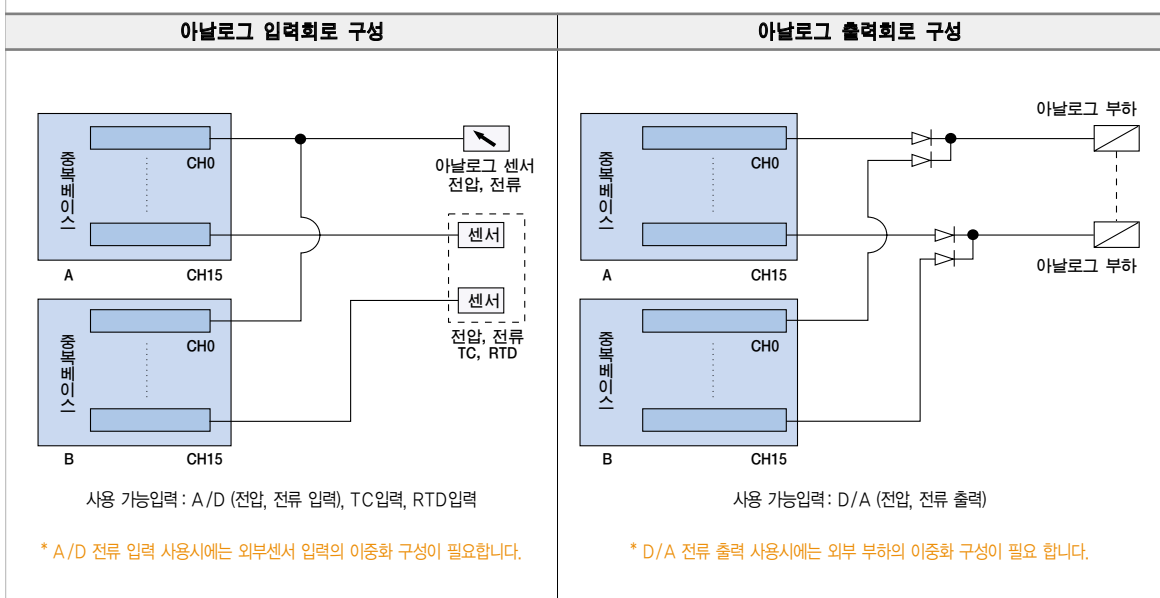 아날로그 입력회로 구성
아날로그 출력회로 구성
중복베이스
CH0
아날로그 센서
전압, 전류
센서
A
CH15
센서
중복베이스
CH0
전압, 전류
TC, RTD
B
CH15
사용 가능입력 : A/D (전압, 전류 입력), TC입력, RTD입력
* A/D 전류 입력 사용시에는 외부센서 입력의 이중화 구성이 필요합니다.
아날로그 부하
중복베이스
CH0
아날로그 부하
A
CH15
중복베이스
CH0
B
CH15
사용 가능입력 : D/A (전압, 전류 출력)
* D/A 전류 출력 사용시에는 외부 부하의 이중화 구성이 필요 합니다.